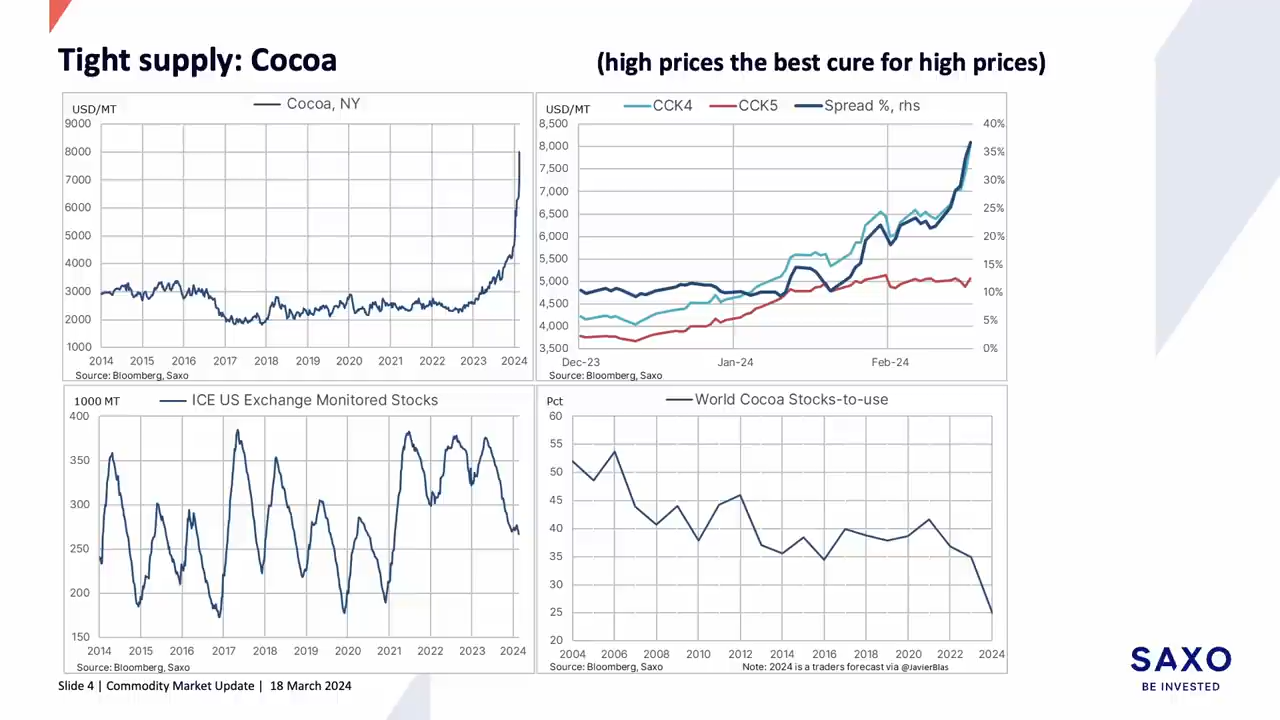 Tight supply: Cocoa
(high prices the best cure for high prices)
USD/MT
Cocoa, NY
9000
8000
7000
6000
5000
4000
3000
2000
1000
2014 2015 2016 2017 2018 2019 2020 2021 2022 2023 2024
Source: Bloomberg, Saxo
USD/MT
CCK4 CCK5 Spread %, rhs
8,500 40%
8,000 35%
7,500
7,000 30%
6,500 25%
6,000 20%
5,500
5,000 15%
4,500 10%
4,000 5%
3,500 0%
Dec-23 Jan-24 Feb-24
Source: Bloomberg, Saxo
1000 MT
ICE US Exchange Monitored Stocks
400
350
300
250
200
150
2014 2015 2016 2017 2018 2019 2020 2021 2022 2023 2024
Source: Bloomberg, Saxo
Pct
World Cocoa Stocks-to-use
60
55
50
45
40
35
30
25
20
2004 2006 2008 2010 2012 2014 2016 2018 2020 2022 2024
Source: Bloomberg, Saxo
Note: 2024 is a traders forecast via @JavierBlas
Slide 4 | Commodity Market Update | 18 March 2024
SAXO
BE INVESTED